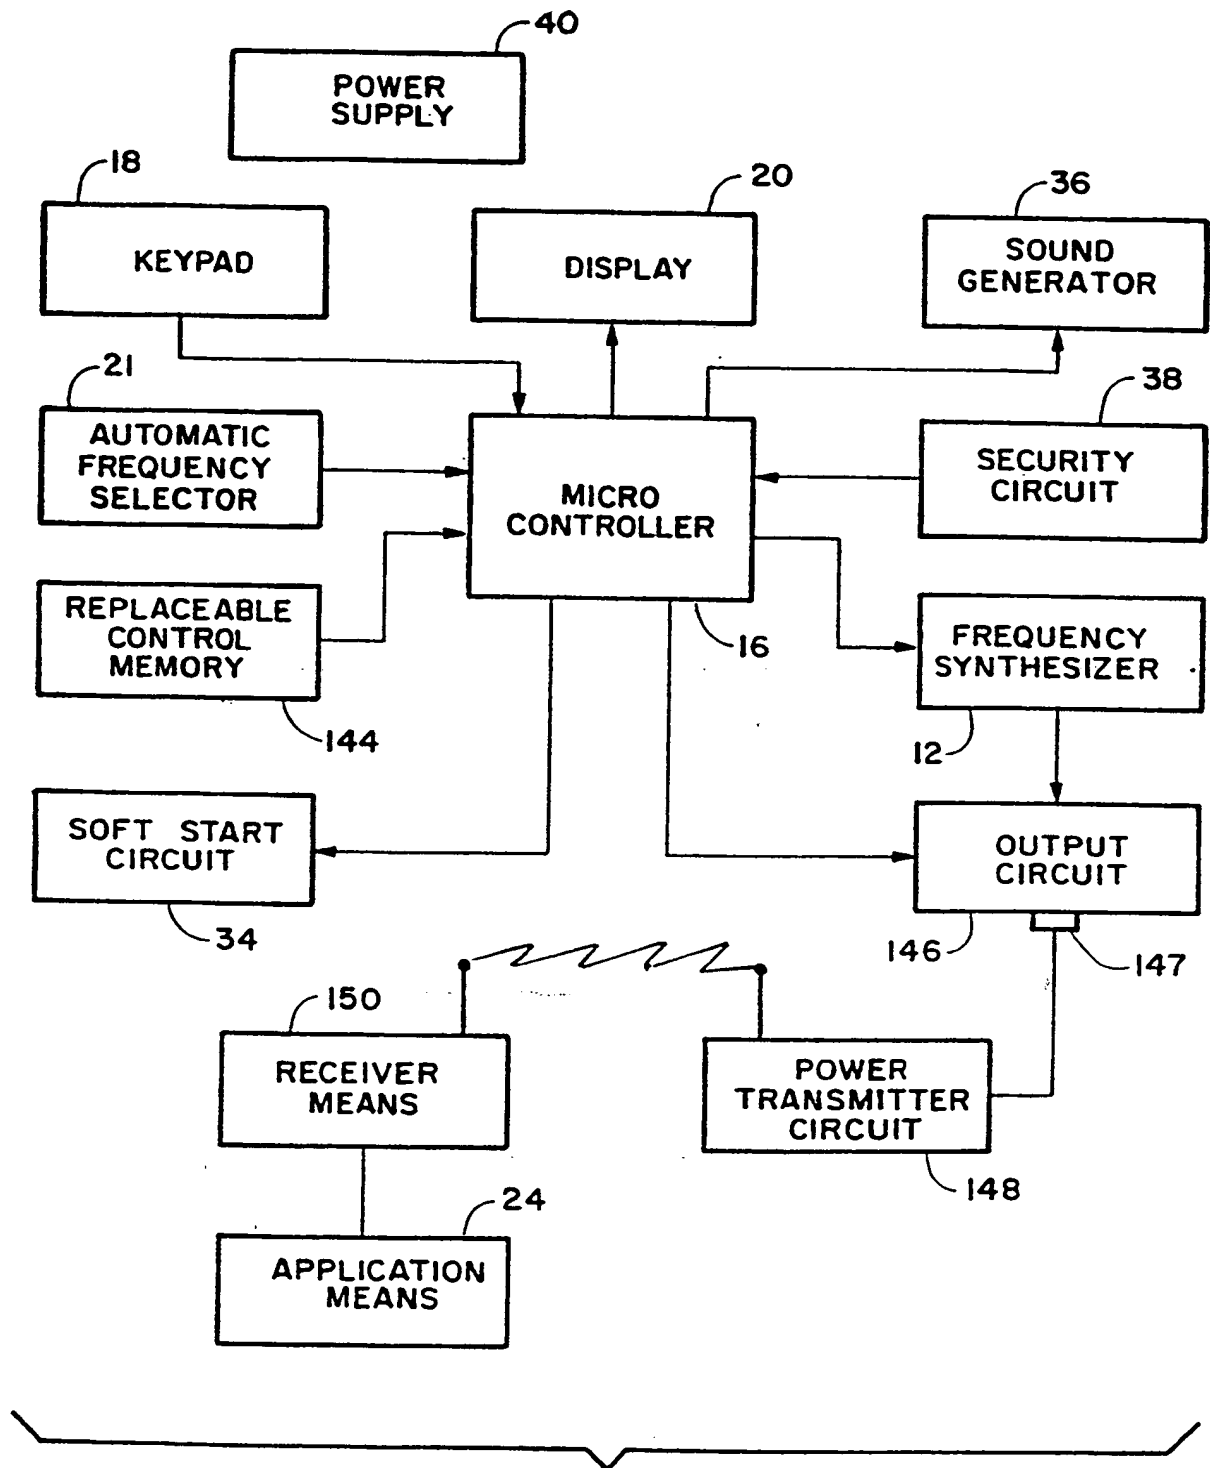 40
POWER
SUPPLY
18
KEYPAD
20
DISPLAY
36
SOUND
GENERATOR
21
AUTOMATIC
FREQUENCY
SELECTOR
MICRO
CONTROLLER
16
38
SECURITY
CIRCUIT
REPLACEABLE
CONTROL
MEMORY
144
FREQUENCY
SYNTHESIZER
12
SOFT START
CIRCUIT
34
OUTPUT
CIRCUIT
146
147
150
RECEIVER
MEANS
POWER
TRANSMITTER
CIRCUIT
148
24
APPLICATION
MEANS